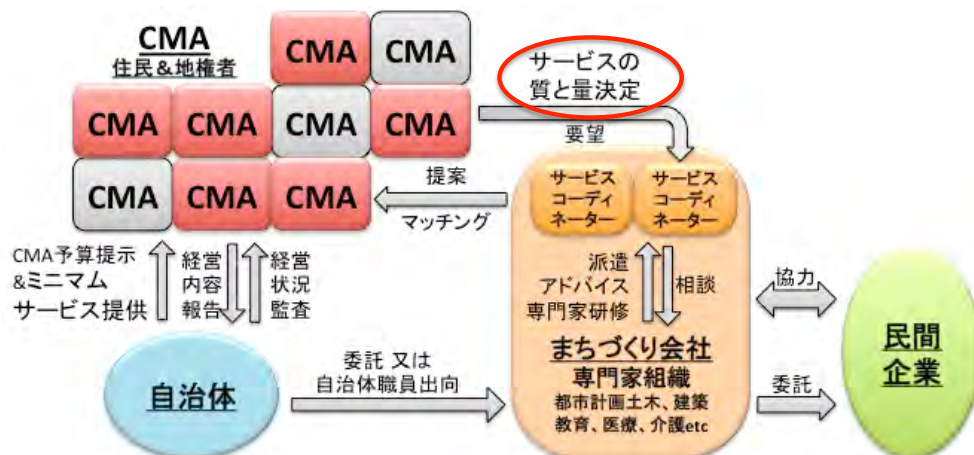 CMA
住民&地権者
CMA
CMA
CMA
CMA
CMA
CMA
CMA
CMA
CMA
サービスの
質と量決定
要望
提案
マッチング
サービス
コーディ
ネーター
サービス
コーディ
ネーター
CMA予算提示
&ミニマム
サービス提供
経営
内容
報告
経営
状況
監査
派遣
アドバイス
専門家研修
相談
協力
民間
企業
まちづくり会社
専門家組織
都市計画土木、建築
教育、医療、介護etc
自治体
委託 又は
自治体職員出向
委託